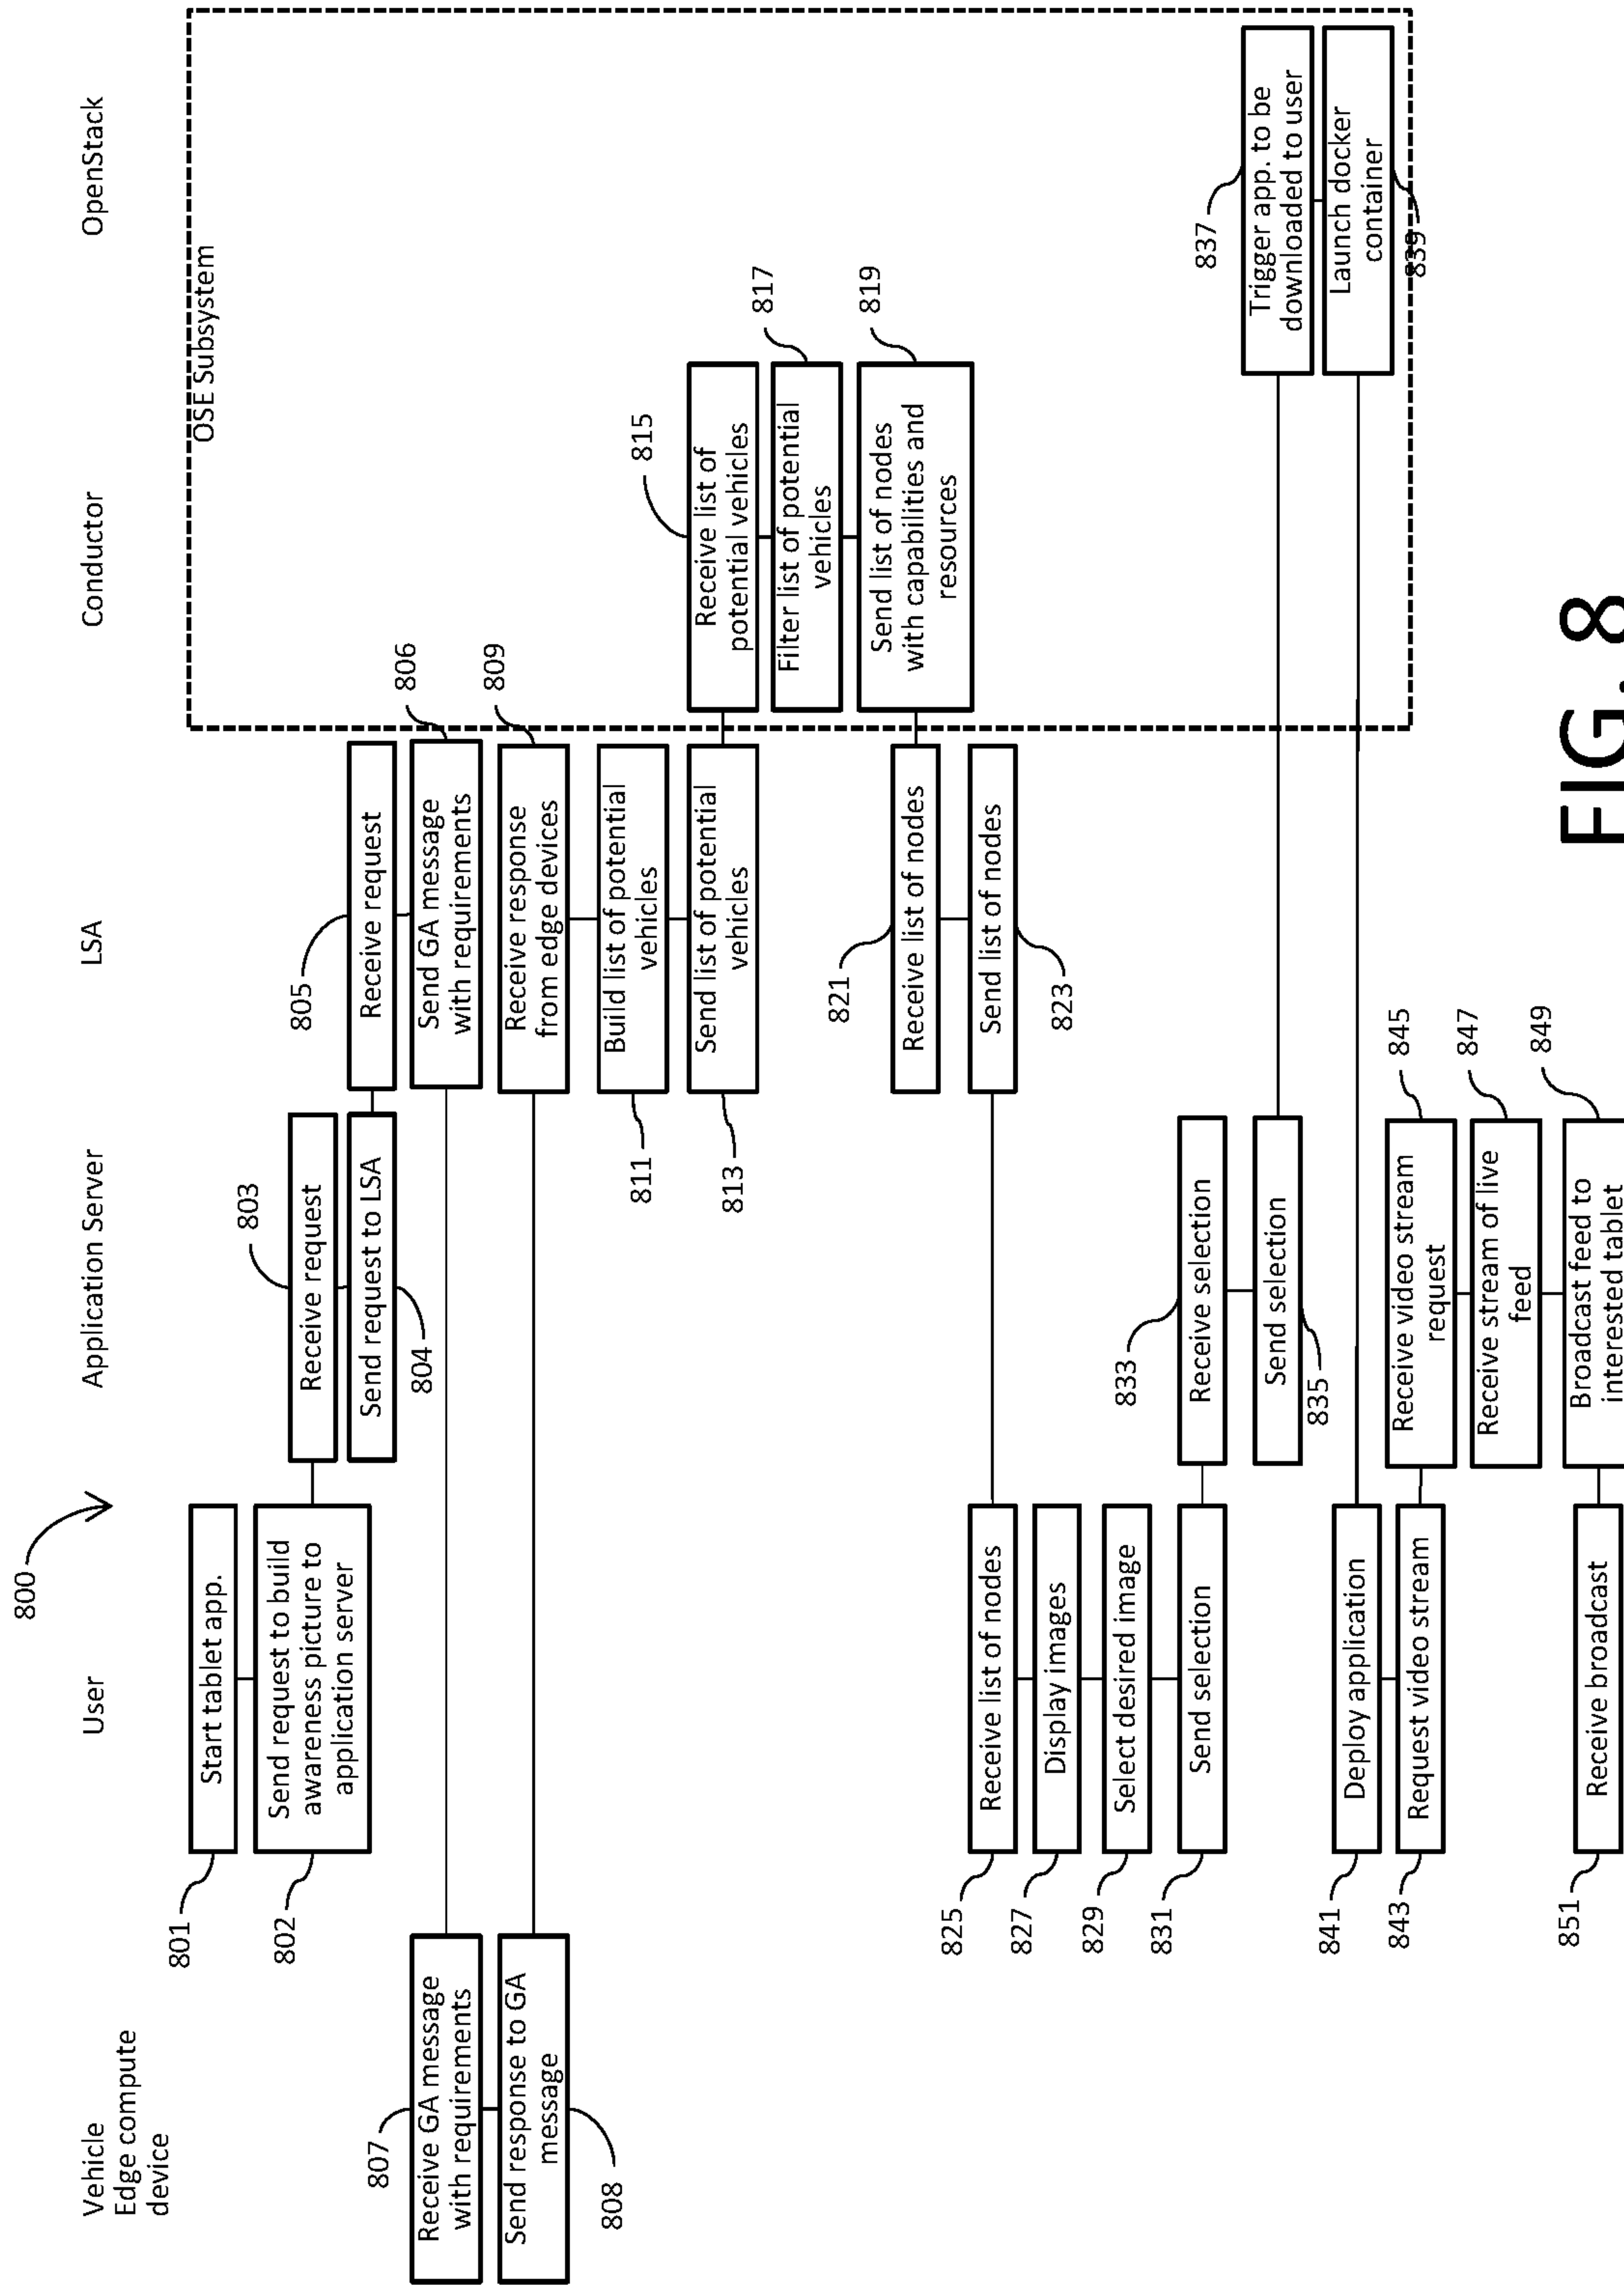 800
Vehicle
Edge compute
device
User
Application Server
LSA
Conductor
OpenStack
OSE Subsystem
801
Start tablet app.
802
Send request to build
awareness picture to
application server
803
Receive request
804
Send request to LSA
805
Receive request
806
Send GA message
with requirements
807
Receive GA message
with requirements
808
Send response to GA
message
809
Receive response
from edge devices
811
Build list of potential
vehicles
813
Send list of potential
vehicles
815
Receive list of
potential vehicles
817
Filter list of potential
vehicles
819
Send list of nodes
with capabilities and
resources
821
Receive list of nodes
823
Send list of nodes
825
Receive list of nodes
827
Display images
829
Select desired image
831
Send selection
833
Receive selection
835
Send selection
837
Trigger app. to be
downloaded to user
839
Launch docker
container
841
Deploy application
843
Request video stream
845
Receive video stream
request
847
Receive stream of live
feed
849
Broadcast feed to
interested tablet
851
Receive broadcast
FIG. 8